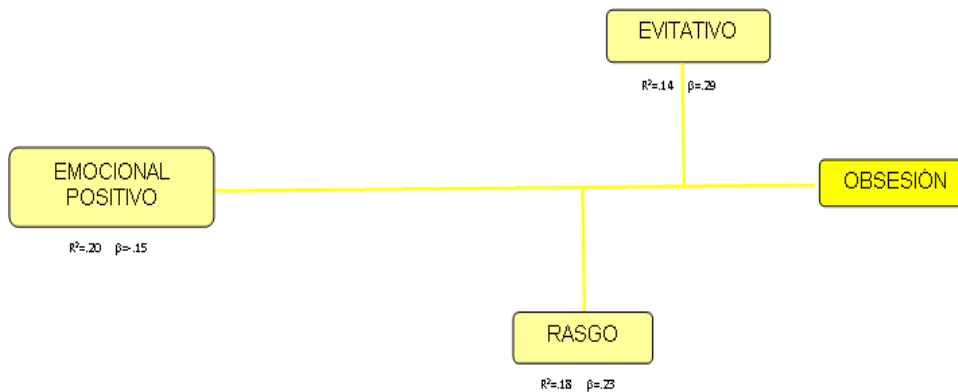 EVITATIVO
R²=.14 β=.29
EMOCIONAL
POSITIVO
R²=.20 β=-.15
OBSESIÓN
RASGO
R²=.18 β=.23